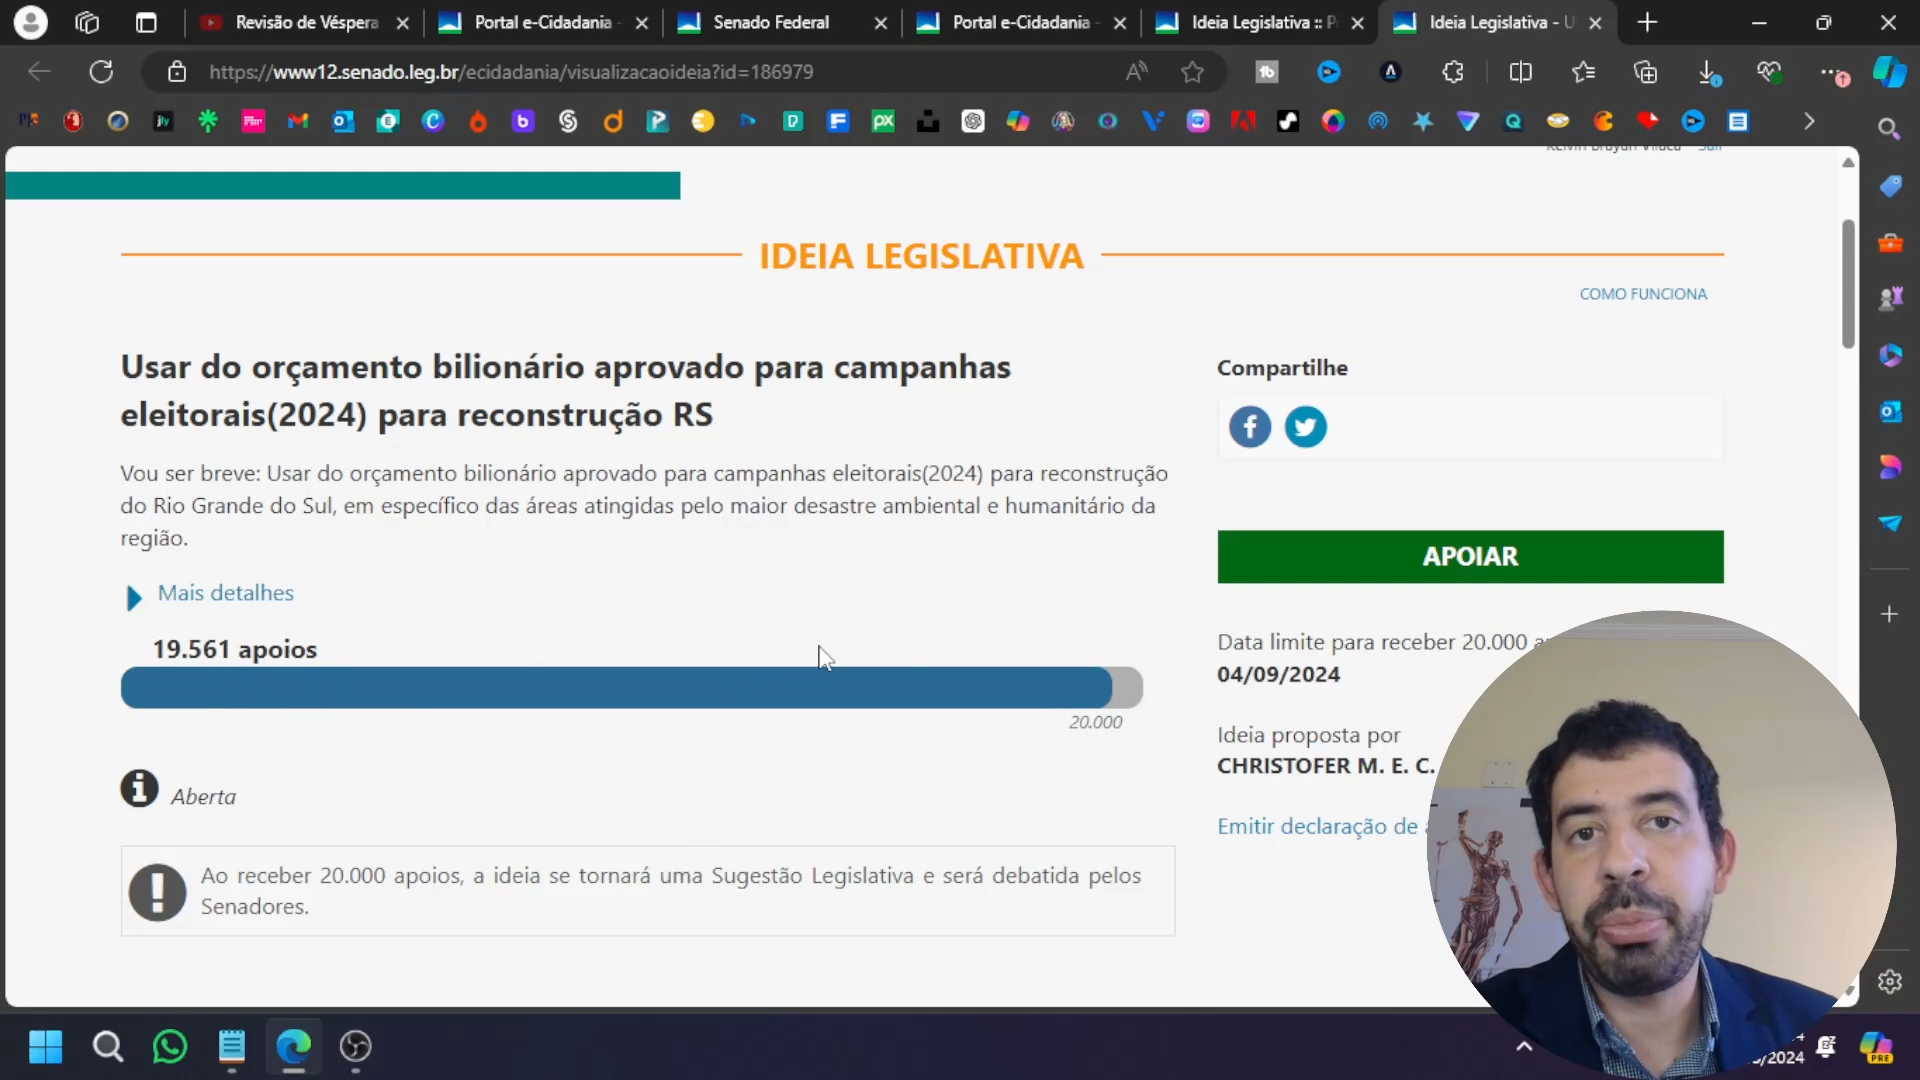 Revisão de Véspera
Portal e-Cidadania -
Senado Federal
Portal e-Cidadania -
Ideia Legislativa :: P
Ideia Legislativa - U
https://www12.senado.leg.br/ecidadania/visualizacaoideia?id=186979
IDEIA LEGISLATIVA
COMO FUNCIONA
Usar do orçamento bilionário aprovado para campanhas
eleitorais(2024) para reconstrução RS
Vou ser breve: Usar do orçamento bilionário aprovado para campanhas eleitorais(2024) para reconstrução
do Rio Grande do Sul, em específico das áreas atingidas pelo maior desastre ambiental e humanitário da
região.
Mais detalhes
19.561 apoios
20.000
Aberta
Ao receber 20.000 apoios, a ideia se tornará uma Sugestão Legislativa e será debatida pelos
Senadores.
Compartilhe
APOIAR
Data limite para receber 20.000
04/09/2024
Ideia proposta por
CHRISTOFER M. E. C.
Emitir declaração de
/2024
PRE